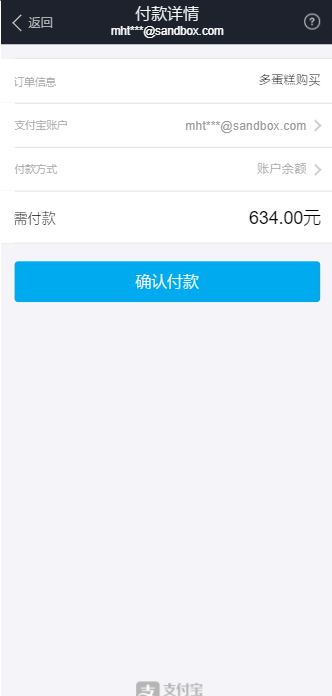 返回
付款详情
mht***@sandbox.com
?
订单信息 多蛋糕购买
支付宝账户 mht***@sandbox.com
付款方式 账户余额
需付款 634.00元
确认付款
支 支付宝